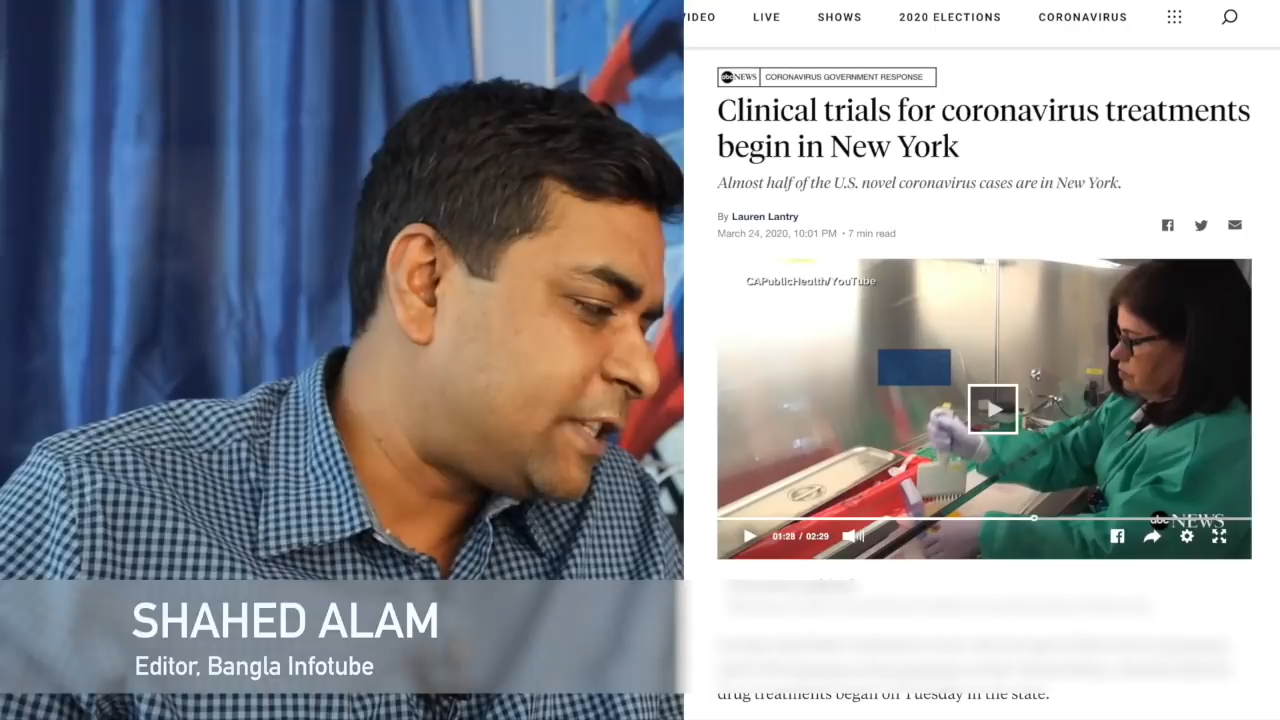 VIDEO LIVE SHOWS 2020 ELECTIONS CORONAVIRUS
abc NEWS CORONAVIRUS GOVERNMENT RESPONSE
Clinical trials for coronavirus treatments
begin in New York
Almost half of the U.S. novel coronavirus cases are in New York.
By Lauren Lantry
March 24, 2020, 10:01 PM • 7 min read
CAPublicHealth/YouTube
abc NEWS
01:28 / 02:29
SHAHED ALAM
Editor, Bangla Infotube
drug treatments began on Tuesday in the state.